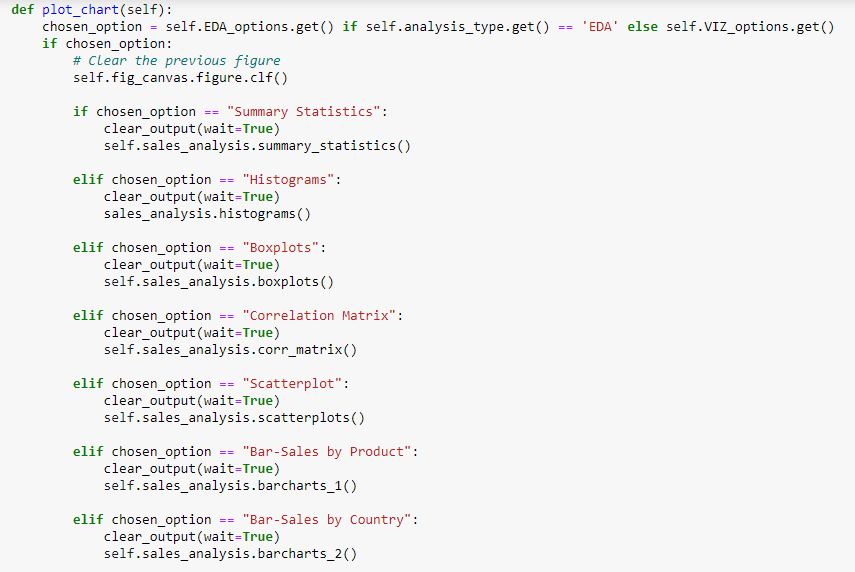 def plot_chart(self):
    chosen_option = self.EDA_options.get() if self.analysis_type.get() == 'EDA' else self.VIZ_options.get()
    if chosen_option:
        # Clear the previous figure
        self.fig_canvas.figure.clf()

        if chosen_option == "Summary Statistics":
            clear_output(wait=True)
            self.sales_analysis.summary_statistics()

        elif chosen_option == "Histograms":
            clear_output(wait=True)
            sales_analysis.histograms()

        elif chosen_option == "Boxplots":
            clear_output(wait=True)
            self.sales_analysis.boxplots()

        elif chosen_option == "Correlation Matrix":
            clear_output(wait=True)
            self.sales_analysis.corr_matrix()

        elif chosen_option == "Scatterplot":
            clear_output(wait=True)
            self.sales_analysis.scatterplots()

        elif chosen_option == "Bar-Sales by Product":
            clear_output(wait=True)
            self.sales_analysis.barcharts_1()

        elif chosen_option == "Bar-Sales by Country":
            clear_output(wait=True)
            self.sales_analysis.barcharts_2()